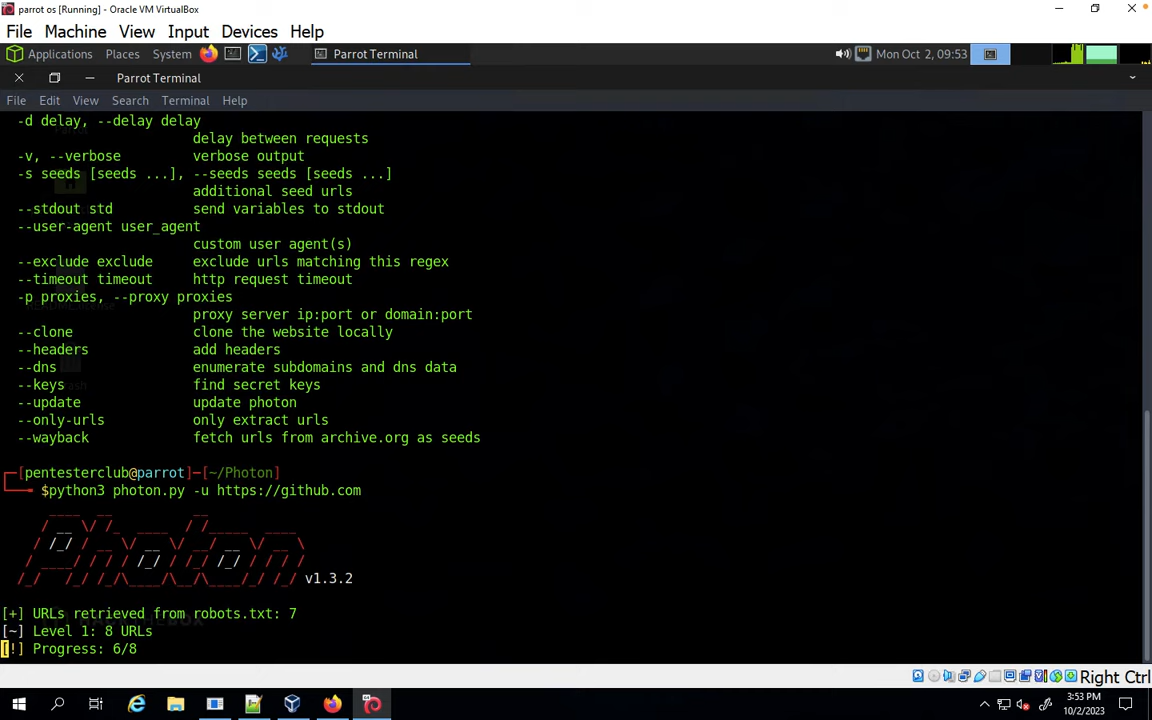 parrot os [Running] - Oracle VM VirtualBox
File Machine View Input Devices Help
Applications Places System Parrot Terminal Mon Oct 2, 09:53
Parrot Terminal
File Edit View Search Terminal Help
-d delay, --delay delay
delay between requests
-v, --verbose verbose output
-s seeds [seeds ...], --seeds seeds [seeds ...]
additional seed urls
--stdout std send variables to stdout
--user-agent user_agent
custom user agent(s)
--exclude exclude exclude urls matching this regex
--timeout timeout http request timeout
-p proxies, --proxy proxies
proxy server ip:port or domain:port
--clone clone the website locally
--headers add headers
--dns enumerate subdomains and dns data
--keys find secret keys
--update update photon
--only-urls only extract urls
--wayback fetch urls from archive.org as seeds
[pentesterclub@parrot]-[~/Photon]
$python3 photon.py -u https://github.com
Photon
v1.3.2
[+] URLs retrieved from robots.txt: 7
[~] Level 1: 8 URLs
[!] Progress: 6/8
Right Ctrl
3:53 PM
10/2/2023